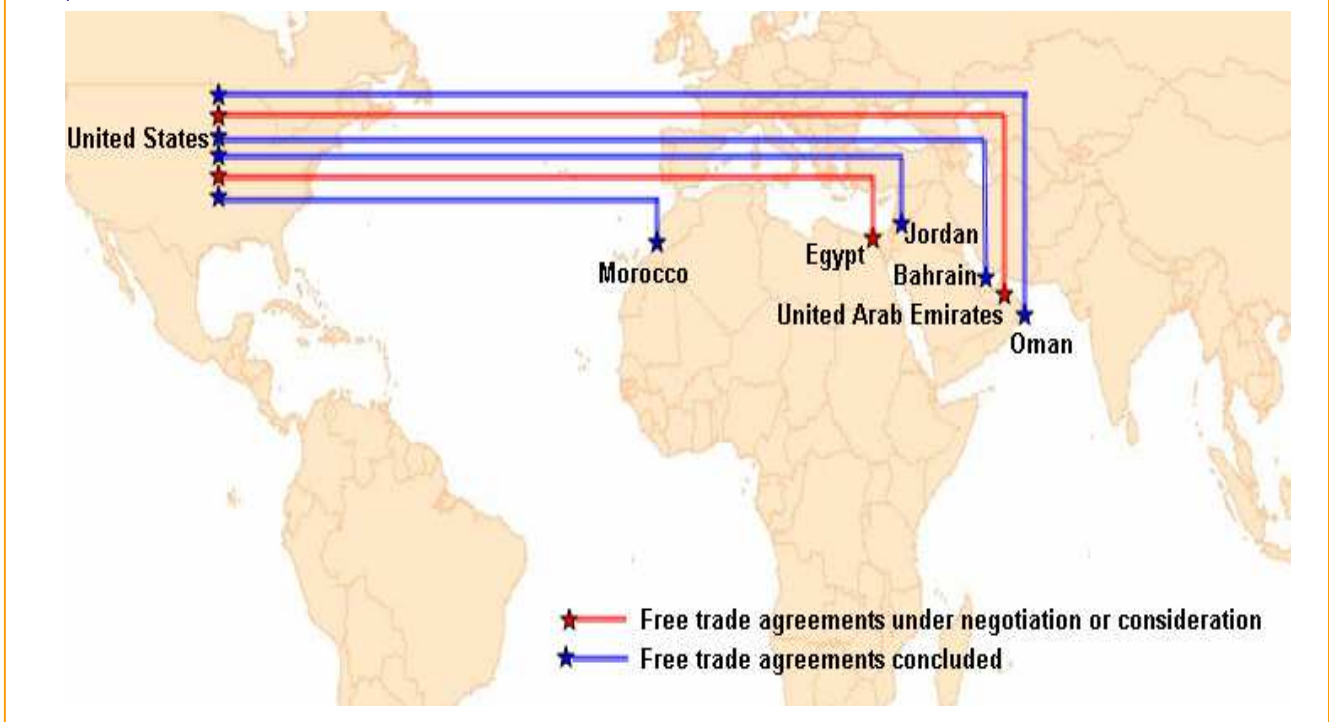 United States
Morocco
Egypt
Jordan
Bahrain
United Arab Emirates
Oman
Free trade agreements under negotiation or consideration
Free trade agreements concluded